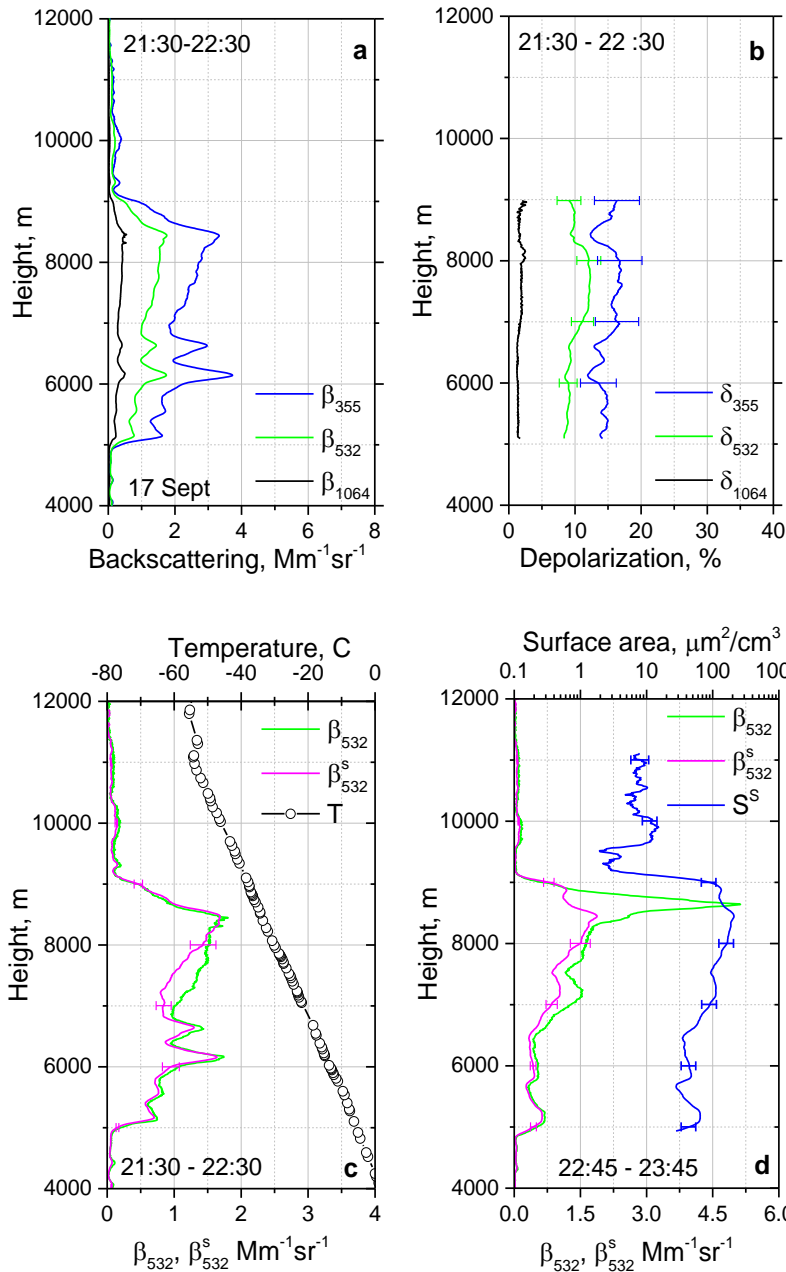 21:30-22:30
a
12000
10000
8000
6000
4000
Height, m
β355
β532
β1064
17 Sept
0 2 4 6 8
Backscattering, Mm⁻¹sr⁻¹
21:30 - 22 :30
b
12000
10000
8000
6000
4000
Height, m
δ355
δ532
δ1064
0 10 20 30 40
Depolarization, %
Temperature, C
-80 -60 -40 -20 0
12000
10000
8000
6000
4000
Height, m
β532
βˢ532
T
21:30 - 22:30
c
0 1 2 3 4
β532, βˢ532 Mm⁻¹sr⁻¹
Surface area, μm²/cm³
0.1 1 10 100 100
12000
10000
8000
6000
4000
Height, m
β532
βˢ532
Sˢ
22:45 - 23:45
d
0.0 1.5 3.0 4.5 6.0
β532, βˢ532 Mm⁻¹sr⁻¹